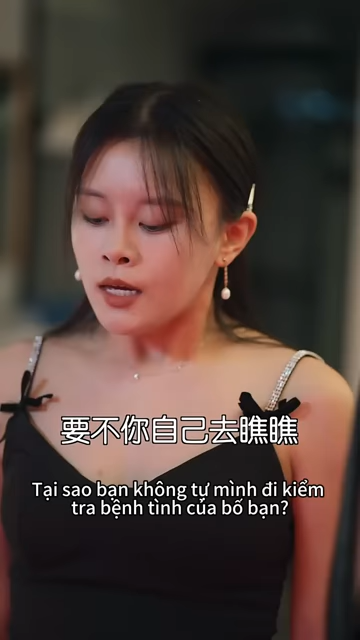 要不你自己去瞧瞧
Tại sao bạn không tự mình đi kiểm
tra bệnh tình của bố bạn?